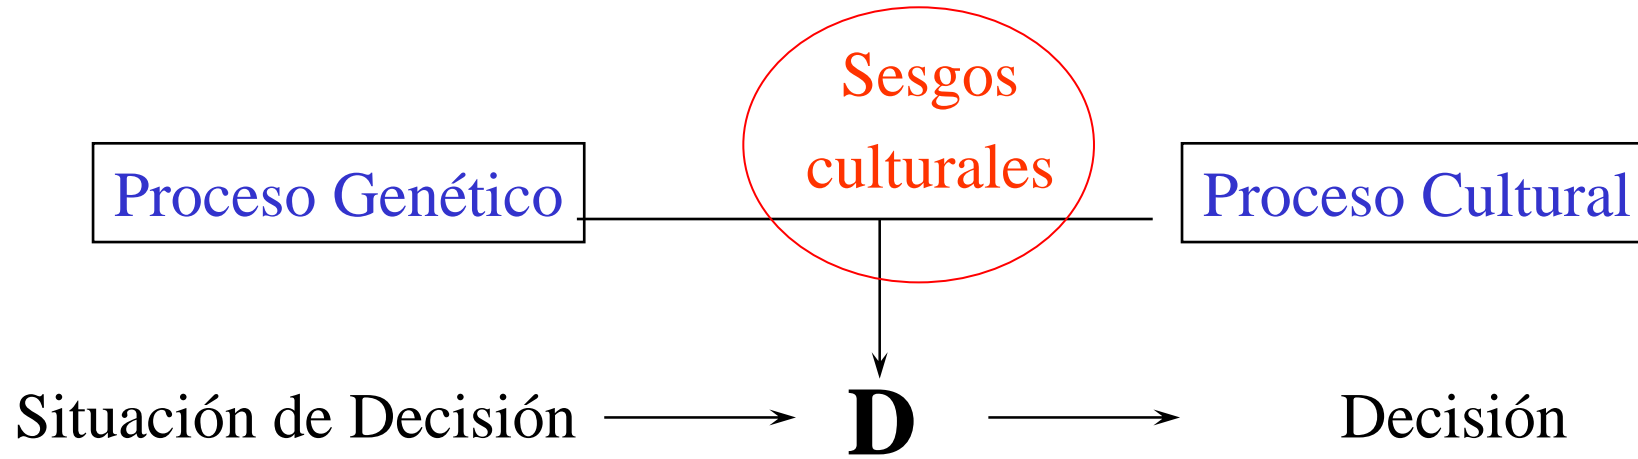 Sesgos
culturales
Proceso Genético
Proceso Cultural
Situación de Decisión
D
Decisión